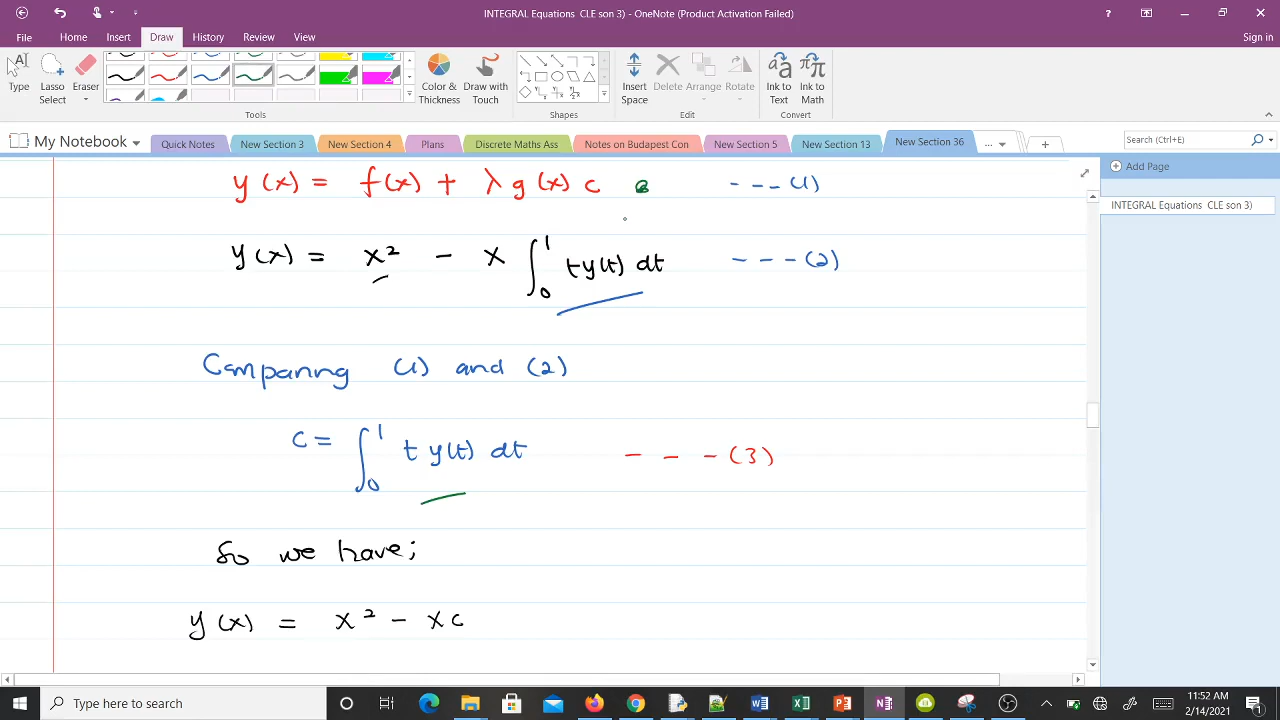 INTEGRAL Equations CLE son 3) - OneNote (Product Activation Failed)
File Home Insert Draw History Review View Sign in
Type
Lasso Select
Eraser
Color & Thickness
Draw with Touch
Insert Space
Delete
Arrange
Rotate
Ink to Text
Ink to Math
Tools Shapes Edit Convert
My Notebook Quick Notes New Section 3 New Section 4 Plans Discrete Maths Ass Notes on Budapest Con New Section 5 New Section 13 New Section 36 ... Search (Ctrl+E)
Add Page
INTEGRAL Equations CLE son 3)
y(x) = f(x) + λ g(x) c --- (1)
y(x) = x² - x ∫₀¹ ty(t) dt --- (2)
Comparing (1) and (2)
c = ∫₀¹ t y(t) dt --- (3)
So we have;
y(x) = x² - xc
Type here to search
11:52 AM
2/14/2021